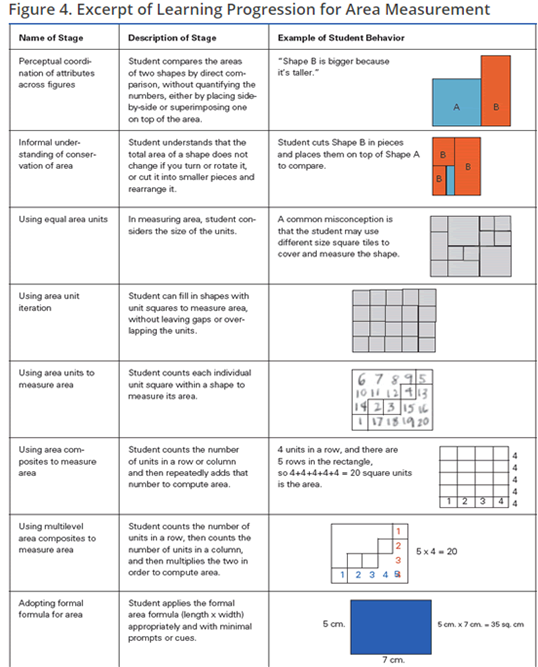 Figure 4. Excerpt of Learning Progression for Area Measurement
Name of Stage
Description of Stage
Example of Student Behavior
Perceptual coordi-
nation of attributes
across figures
Student compares the areas
of two shapes by direct com-
parison, without quantifying the
numbers, either by placing side-
by-side or superimposing one
on top of the area.
"Shape B is bigger because
it's taller."
A
B
Informal under-
standing of conser-
vation of area
Student understands that the
total area of a shape does not
change if you turn or rotate it,
or cut it into smaller pieces and
rearrange it.
Student cuts Shape B in pieces
and places them on top of Shape A
to compare.
B
B
B
Using equal area units
In measuring area, student con-
siders the size of the units.
A common misconception is
that the student may use
different size square tiles to
cover and measure the shape.
Using area unit
iteration
Student can fill in shapes with
unit squares to measure area,
without leaving gaps or over-
lapping the units.
Using area units to
measure area
Student counts each individual
unit square within a shape to
measure its area.
6 7 8 9 5
10 11 12 4 13
14 2 3 15 16
1 17 18 19 20
Using area com-
posites to measure
area
Student counts the number
of units in a row or column
and then repeatedly adds that
number to compute area.
4 units in a row, and there are
5 rows in the rectangle,
so 4+4+4+4+4 = 20 square units
is the area.
4
4
4
4
1 2 3 4 4
Using multilevel
area composites to
measure area
Student counts the number of
units in a row, then counts the
number of units in a column,
and then multiplies the two in
order to compute area.
1
2
3
1 2 3 4
5 x 4 = 20
Adopting formal
formula for area
Student applies the formal
area formula (length x width)
appropriately and with minimal
prompts or cues.
5 cm.
7 cm.
5 cm. x 7 cm. = 35 sq. cm